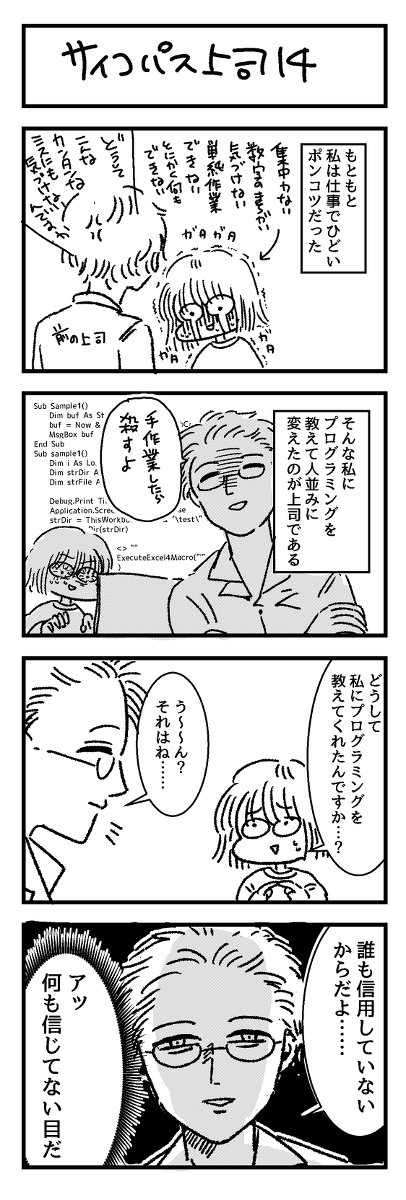 サイコパス上司14
もともと
私は仕事でひどい
ポンコツだった
集中力ない
数字のまちがい
気づけない
単純作業
できない
とにかく何も
できない
どうして
こんな
カンタンな
ミスにも
気づけない
んですか
ガタガタ
ガタ
ガタ
前の上司
そんな私に
プログラミングを
教えて人並みに
変えたのが上司である
手作業したら
殺すよ
Sub Sample1()
Dim buf As St
buf = Now &
MsgBox buf
End Sub
Sub sample1()
Dim i As Lo
Dim strDir A
Dim strFile A
Debug.Print Ti
Application.Scree
strDir = ThisWorkbo
"\test\"
Dir(strDir)
<> ""
ExecuteExcel4Macro("""
)
どうして
私にプログラミングを
教えてくれたんですか…?
う〜〜ん?
それはね……
誰も信用していない
からだよ……
アッ
何も信じてない目だ